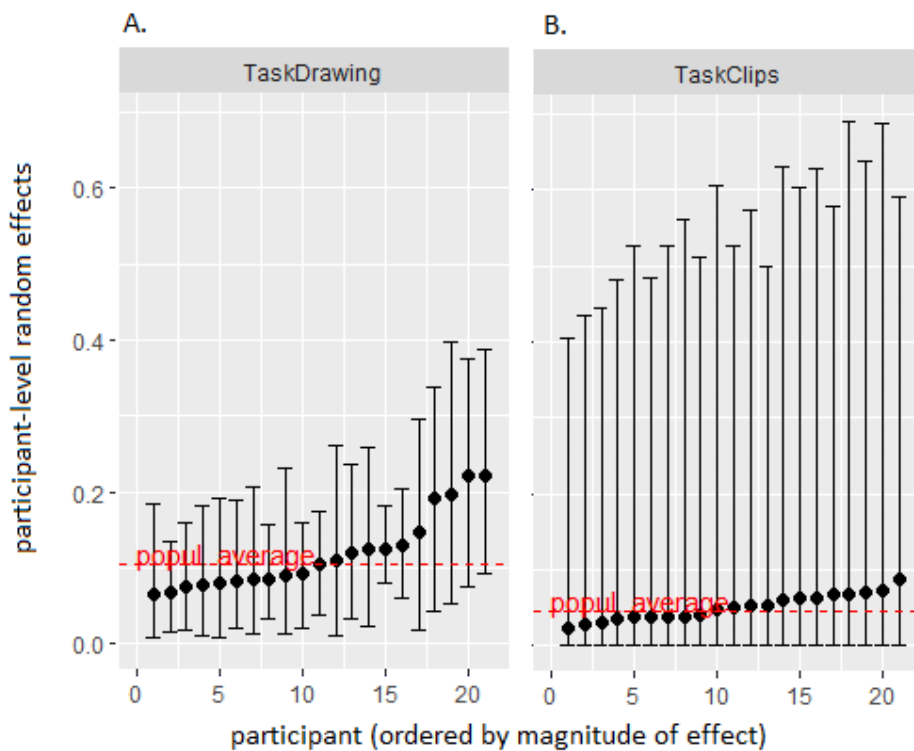 A.
B.
TaskDrawing
TaskClips
participant-level random effects
0.6
0.4
0.2
0.0
popul_average
popul_average
0
5
10
15
20
0
5
10
15
20
participant (ordered by magnitude of effect)